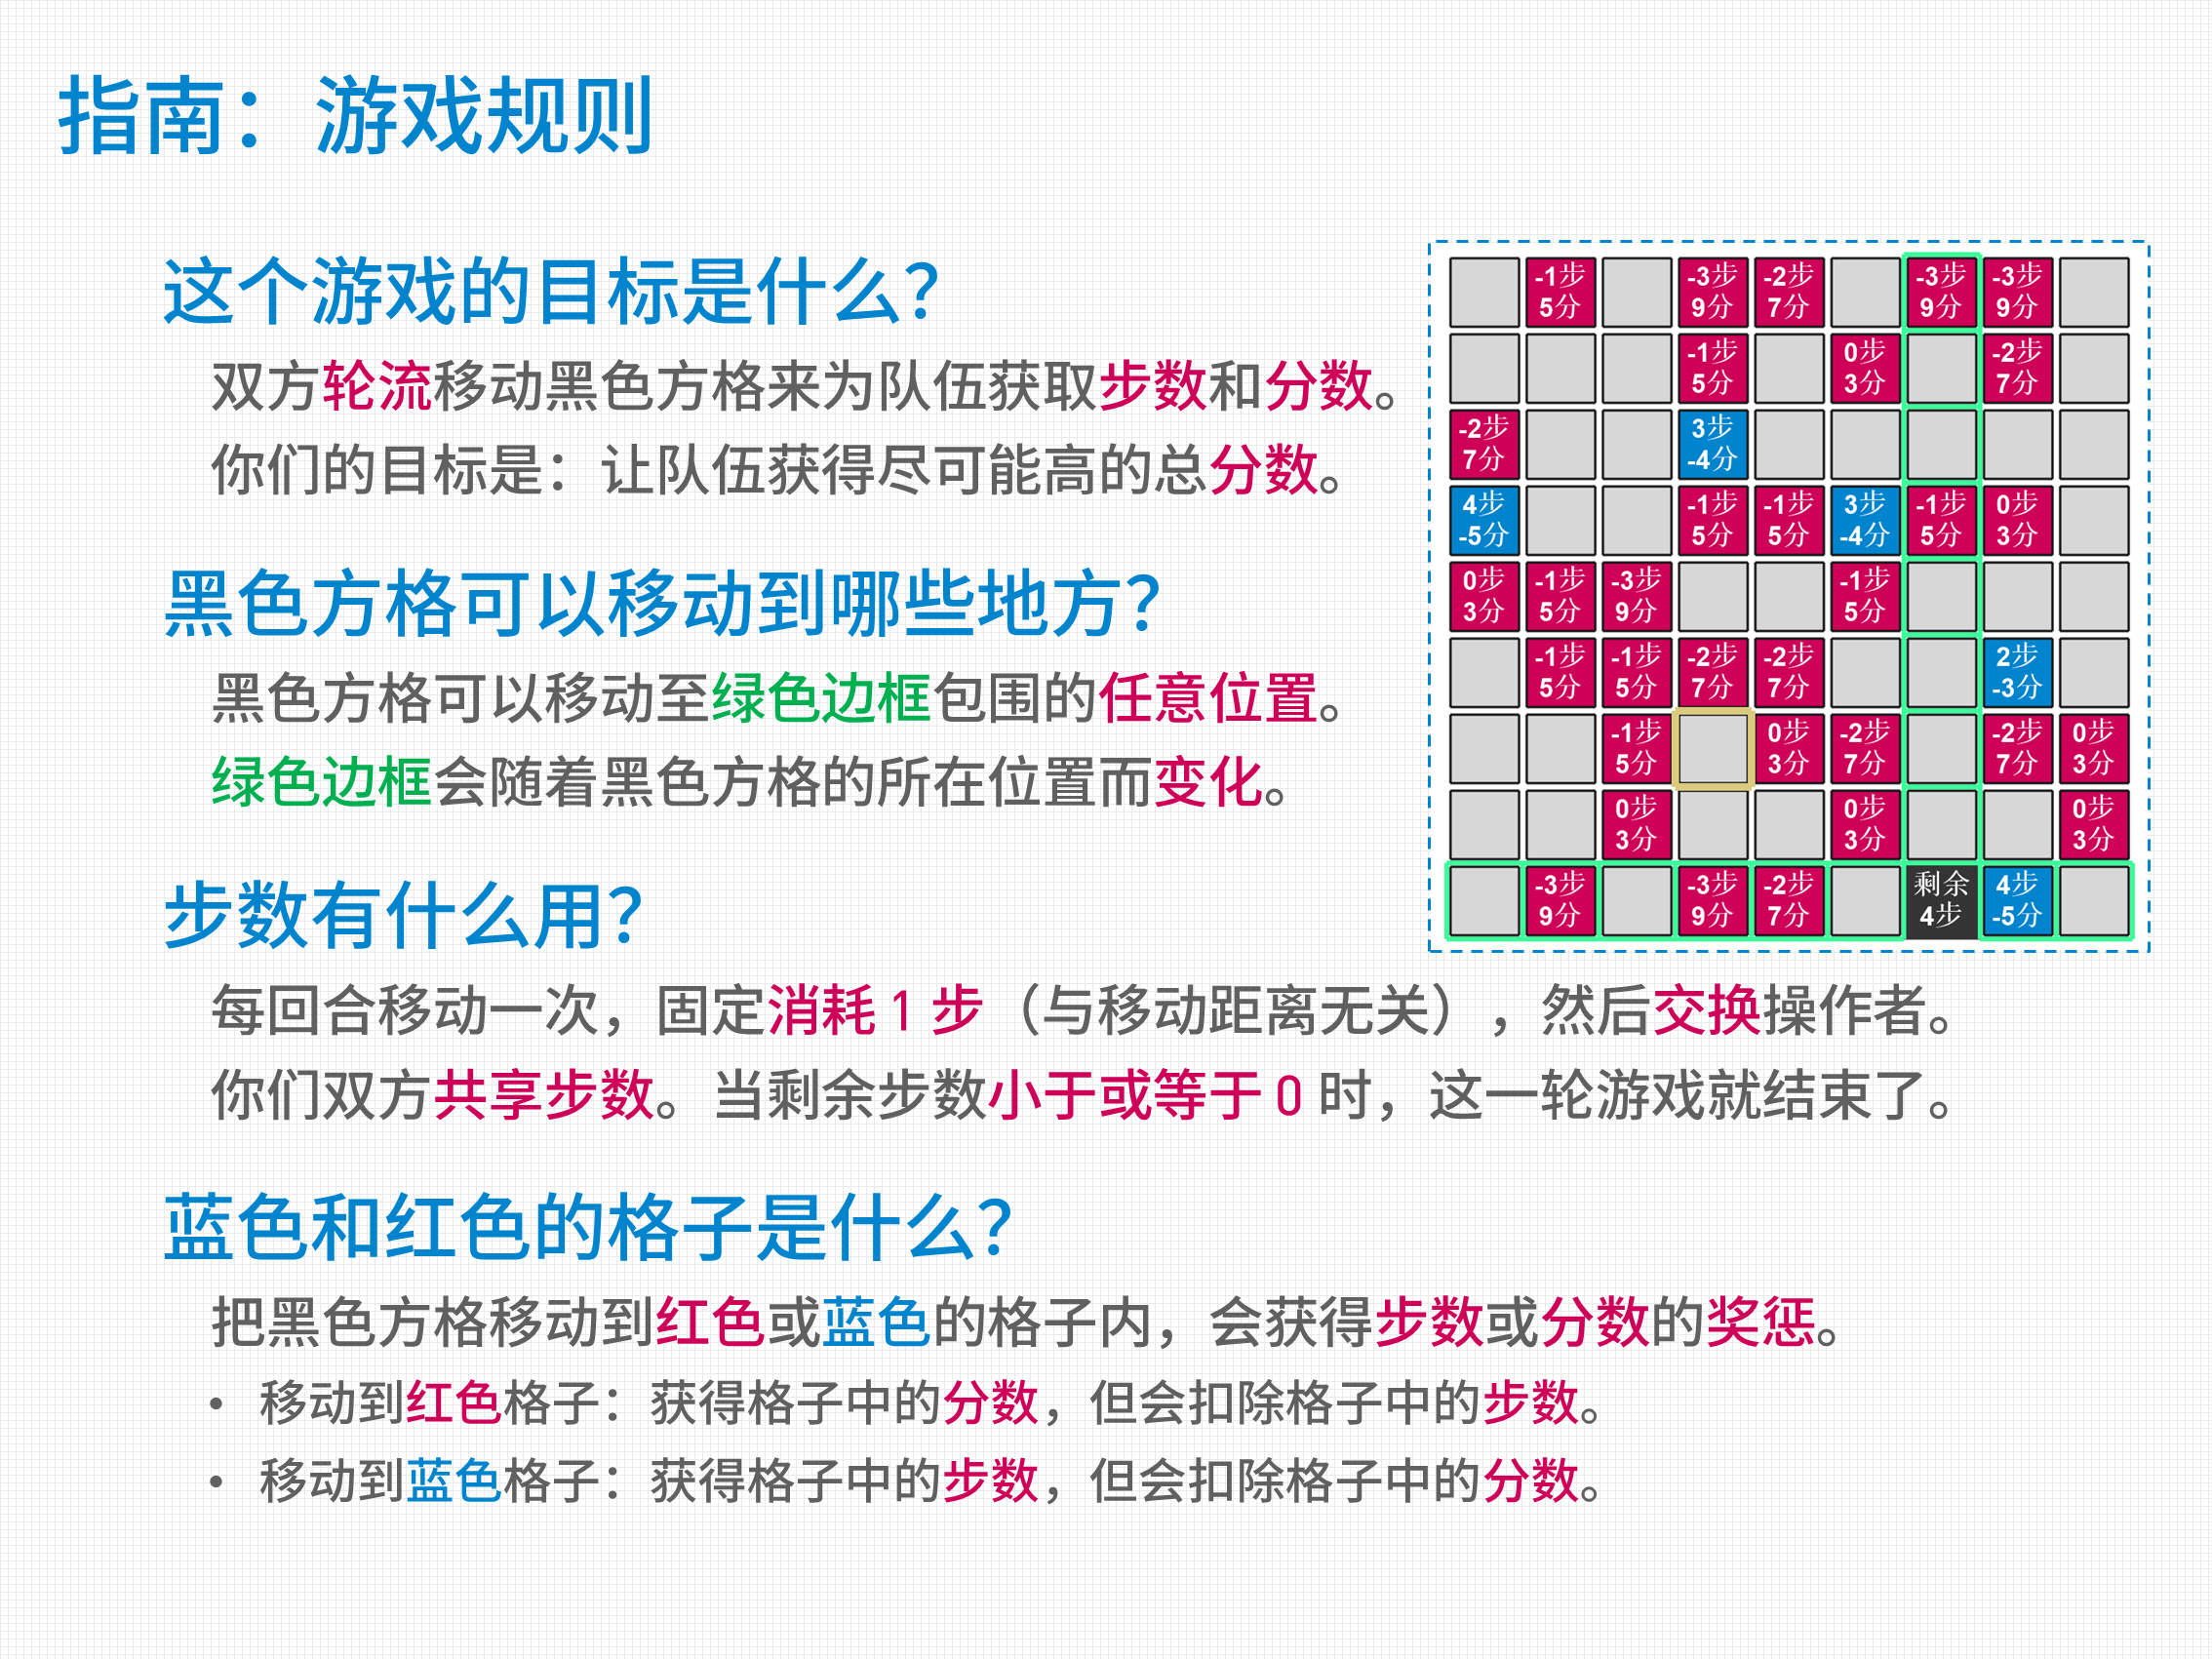 指南：游戏规则
这个游戏的目标是什么？
双方轮流移动黑色方格来为队伍获取步数和分数。
你们的目标是：让队伍获得尽可能高的总分数。
黑色方格可以移动到哪些地方？
黑色方格可以移动至绿色边框包围的任意位置。
绿色边框会随着黑色方格的所在位置而变化。
步数有什么用？
每回合移动一次，固定消耗 1 步（与移动距离无关），然后交换操作者。
你们双方共享步数。当剩余步数小于或等于 0 时，这一轮游戏就结束了。
蓝色和红色的格子是什么？
把黑色方格移动到红色或蓝色的格子内，会获得步数或分数的奖惩。
• 移动到红色格子：获得格子中的分数，但会扣除格子中的步数。
• 移动到蓝色格子：获得格子中的步数，但会扣除格子中的分数。
-1步 -3步 -2步 -3步 -3步
5分 9分 7分 9分 9分
-1步 0步 -2步
5分 3分 7分
-2步 3步
7分 -4分
4步 -1步 -1步 3步 -1步 0步
-5分 5分 5分 -4分 5分 3分
0步 -1步 -3步 -1步
3分 5分 9分 5分
-1步 -1步 -2步 -2步 2步
5分 5分 7分 7分 -3分
-1步 0步 -2步 -2步 0步
5分 3分 7分 7分 3分
0步 0步 0步
3分 3分 3分
-3步 -3步 -2步 剩余 4步
9分 9分 7分 4步 -5分